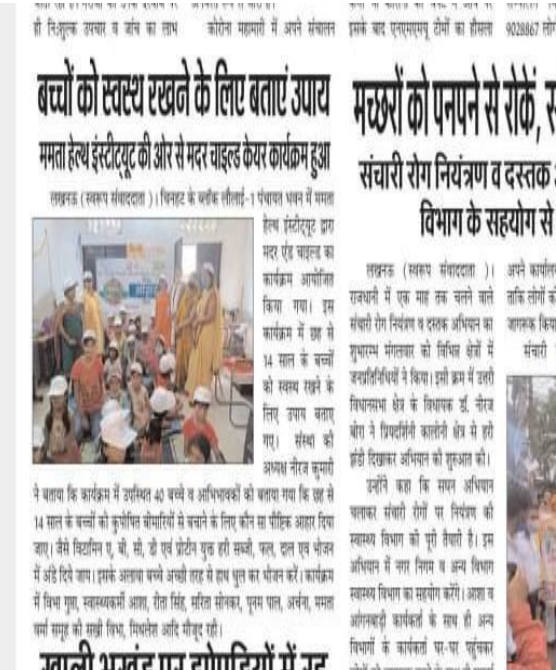 ही निःशुल्क उपचार व जांच का लाभ
कोरोना महामारी में अपने संचालन
बच्चों को स्वस्थ रखने के लिए बताएं उपाय
ममता हेल्थ इंस्टीट्यूट की ओर से मदर चाइल्ड केयर कार्यक्रम हुआ
लखनऊ (स्वरूप संवाददाता )। चिनहट के ब्लॉक लौलाई-1 पंचायत भवन में ममता
हेल्थ इंस्टीट्यूट द्वारा
मदर एंड चाइल्ड का
कार्यक्रम आयोजित
किया गया। इस
कार्यक्रम में छह से
14 साल के बच्चों
को स्वस्थ रखने के
लिए उपाय बताए
गए। संस्था की
अध्यक्ष नीरज कुमारी
ने बताया कि कार्यक्रम में उपस्थित 40 बच्चे व आभिभावकों को बताया गया कि छह से
14 साल के बच्चों को कुपोषित बीमारियों से बचाने के लिए कौन सा पौष्टिक आहार दिया
जाए। जैसे विटामिन ए, बी, सी, डी एवं प्रोटीन युक्त हरी सब्जी, फल, दाल एवं भोजन
में अंडे दिये जाय। इसके अलावा बच्चे अच्छी तरह से हाथ धुल कर भोजन करें। कार्यक्रम
में विभा गुप्ता, स्वास्थ्यकर्मी आशा, रीता सिंह, सरिता सोनकर, पूनम पाल, अर्चना, ममता
वर्मा समूह की सखी विभा, मिथलेश आदि मौजूद रहीं।
खाली भूखंड पर झोपड़ियों में रह
इसके बाद एनएमएमयू टीमों का हौसला
9028867 लोग
मच्छरों को पनपने से रोकें,
संचारी रोग नियंत्रण व दस्तक
विभाग के सहयोग से
लखनऊ (स्वरूप संवाददाता )।
राजधानी में एक माह तक चलने वाले
संचारी रोग नियंत्रण व दस्तक अभियान का
शुभारम्भ मंगलवार को विभिन्न क्षेत्रों में
जनप्रतिनिधियों ने किया। इसी क्रम में उत्तरी
विधानसभा क्षेत्र के विधायक डॉ. नीरज
बोरा ने प्रियदर्शिनी कालोनी क्षेत्र से हरी
झंडी दिखाकर अभियान की शुरूआत की।
उन्होंने कहा कि सघन अभियान
चलाकर संचारी रोगों पर नियंत्रण की
स्वास्थ्य विभाग की पूरी तैयारी है। इस
अभियान में नगर निगम व अन्य विभाग
स्वास्थ्य विभाग का सहयोग करेंगे। आशा व
आंगनबाड़ी कार्यकर्ता के साथ ही अन्य
विभागों के कार्यकर्ता घर-घर पहुंचकर
अपने कार्यालय
ताकि लोगों को
जागरूक किया
संचारी